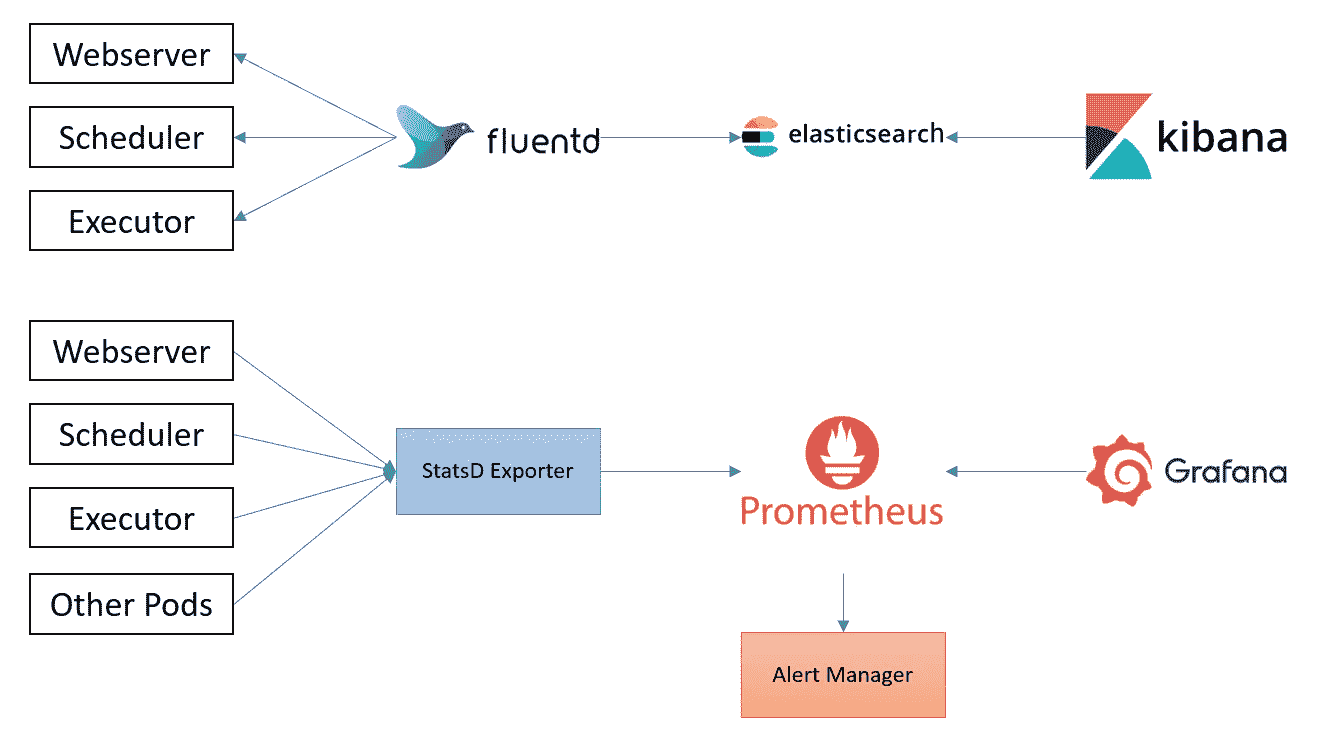 Webserver
Scheduler
fluentd
elasticsearch
kibana
Executor
Webserver
Scheduler
StatsD Exporter
Grafana
Prometheus
Executor
Other Pods
Alert Manager